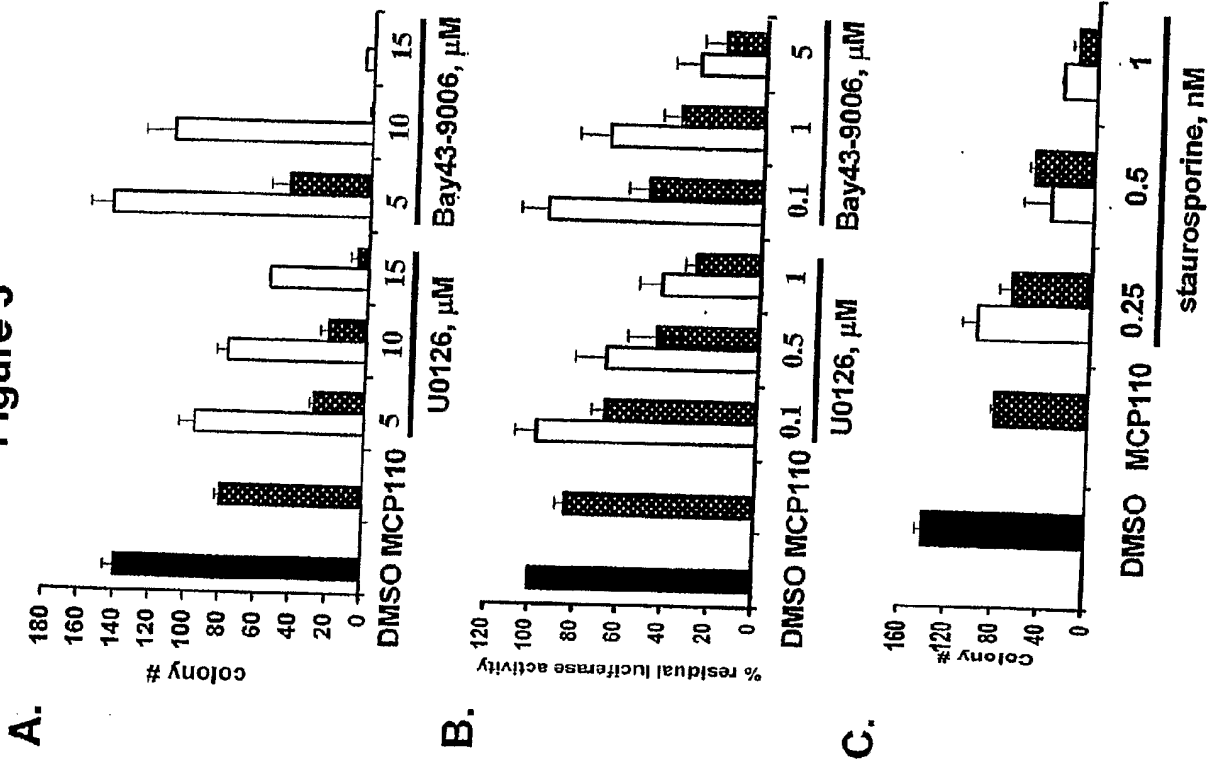 Figure
A.
180
160
140
120
100
80
60
40
20
0
colony #
DMSO MCP110 5 10 15 5 10 15
U0126, µM Bay43-9006, µM
B.
120
100
80
60
40
20
0
% residual luciferase activity
DMSO MCP110 0.1 0.5 1 0.1 1 5
U0126, µM Bay43-9006, µM
C.
160
120
80
40
0
Colony #
DMSO MCP110 0.25 0.5 1
staurosporine, nM